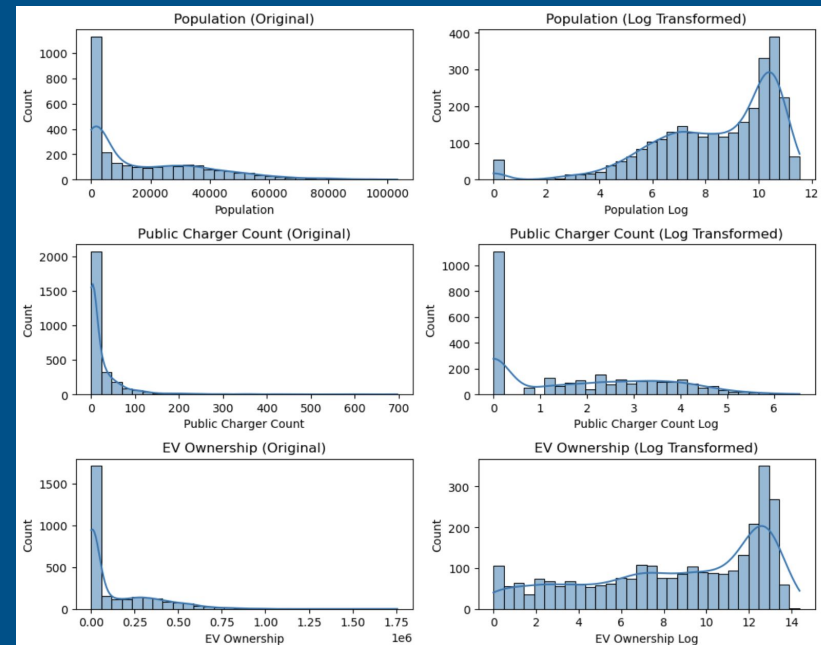 Population (Original)
Count
1000
800
600
400
200
0
0 20000 40000 60000 80000 100000
Population
Population (Log Transformed)
Count
400
300
200
100
0
0 2 4 6 8 10 12
Population Log
Public Charger Count (Original)
Count
2000
1500
1000
500
0
0 100 200 300 400 500 600 700
Public Charger Count
Public Charger Count (Log Transformed)
Count
1000
800
600
400
200
0
0 1 2 3 4 5 6
Public Charger Count Log
EV Ownership (Original)
Count
1500
1000
500
0
0.00 0.25 0.50 0.75 1.00 1.25 1.50 1.75
1e6
EV Ownership
EV Ownership (Log Transformed)
Count
300
200
100
0
0 2 4 6 8 10 12 14
EV Ownership Log